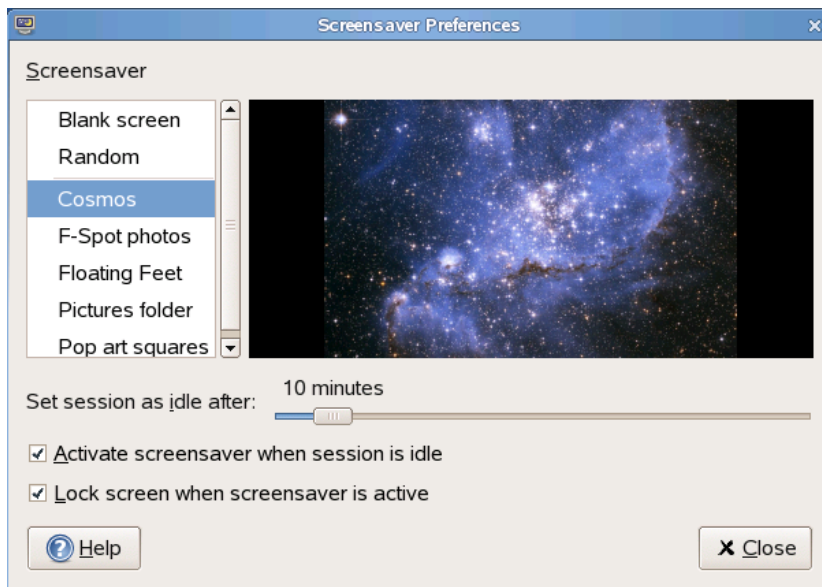 Screensaver Preferences
Screensaver
Blank screen
Random
Cosmos
F-Spot photos
Floating Feet
Pictures folder
Pop art squares
10 minutes
Set session as idle after:
Activate screensaver when session is idle
Lock screen when screensaver is active
Help
Close